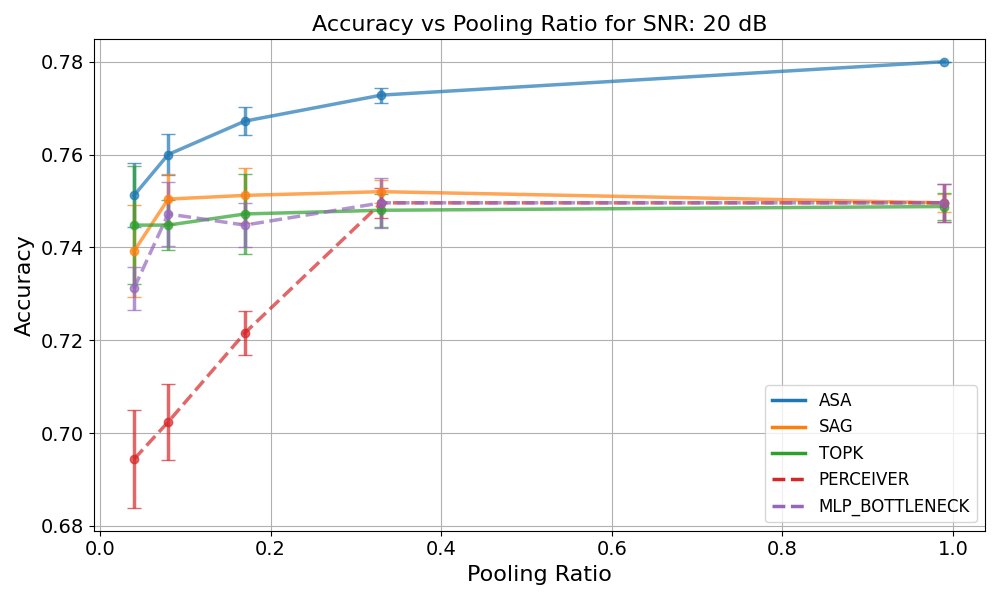 Accuracy vs Pooling Ratio for SNR: 20 dB
0.78
0.76
0.74
0.72
0.70
0.68
Accuracy
0.0
0.2
0.4
0.6
0.8
1.0
Pooling Ratio
ASA
SAG
TOPK
PERCEIVER
MLP_BOTTLENECK